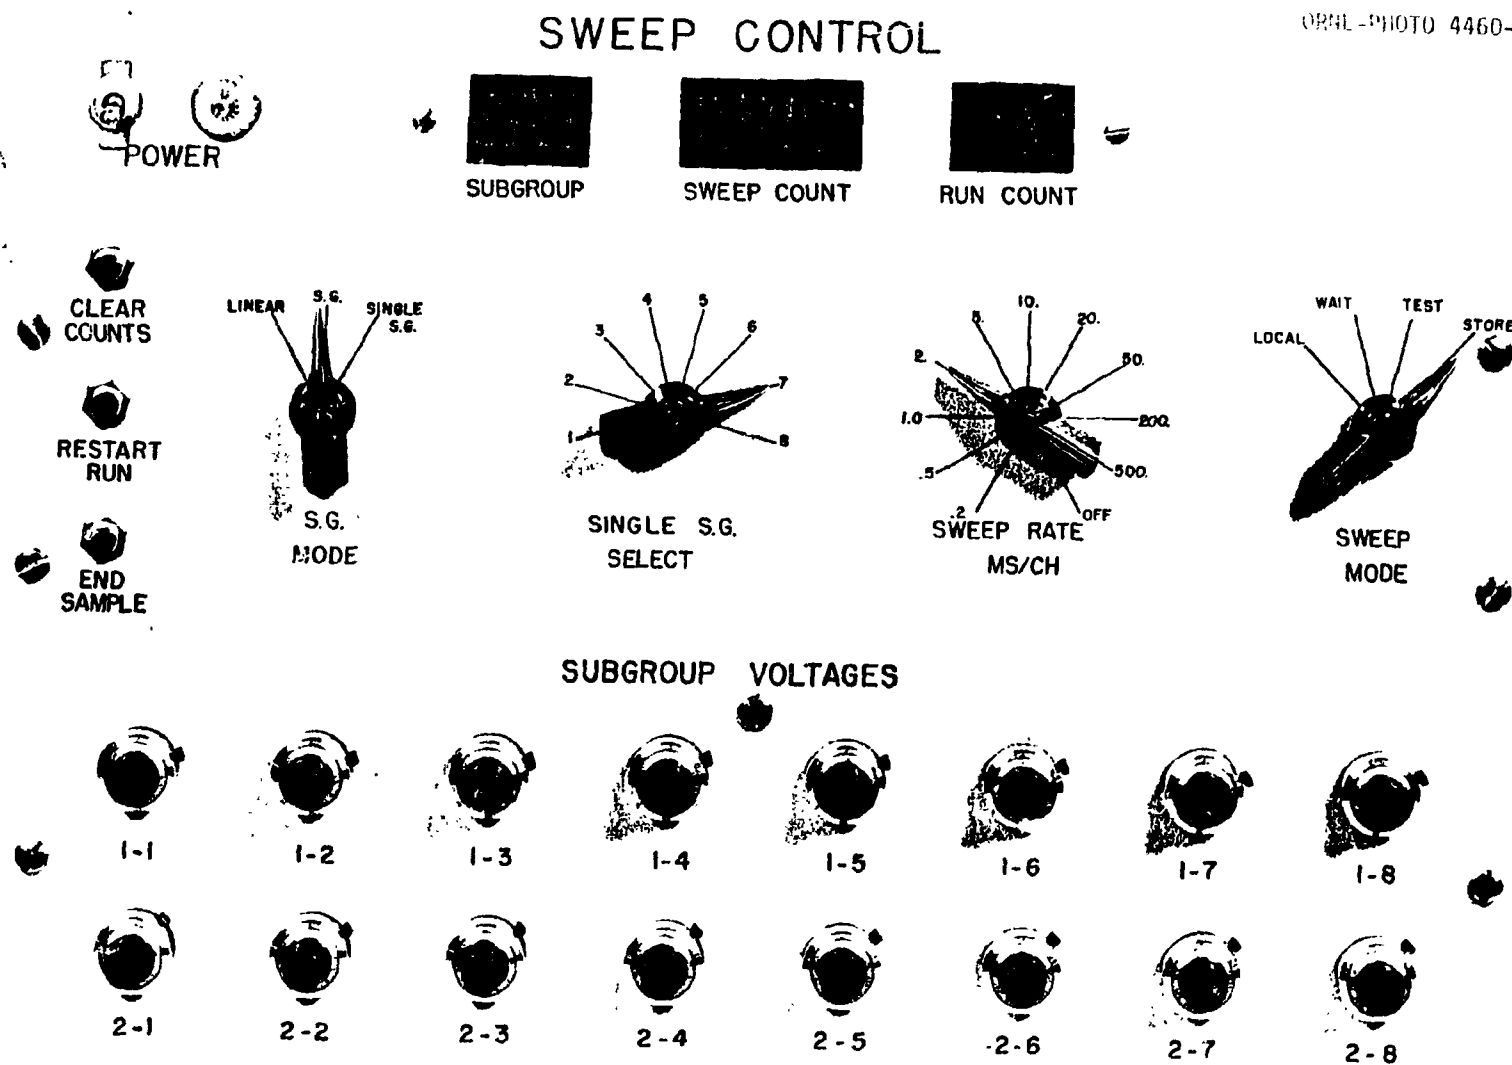 SWEEP CONTROL
ORNL-PHOTO 4460-
POWER
SUBGROUP
SWEEP COUNT
RUN COUNT
CLEAR
COUNTS
RESTART
RUN
END
SAMPLE
LINEAR
S.G.
SINGLE
S.G.
S.G.
MODE
1
2
3
4
5
6
7
8
SINGLE S.G.
SELECT
.2
.5
1.0
2.
5.
10.
20.
50.
200.
500.
OFF
SWEEP RATE
MS/CH
LOCAL
WAIT
TEST
STORE
SWEEP
MODE
SUBGROUP VOLTAGES
1-1
1-2
1-3
1-4
1-5
1-6
1-7
1-8
2-1
2-2
2-3
2-4
2-5
2-6
2-7
2-8